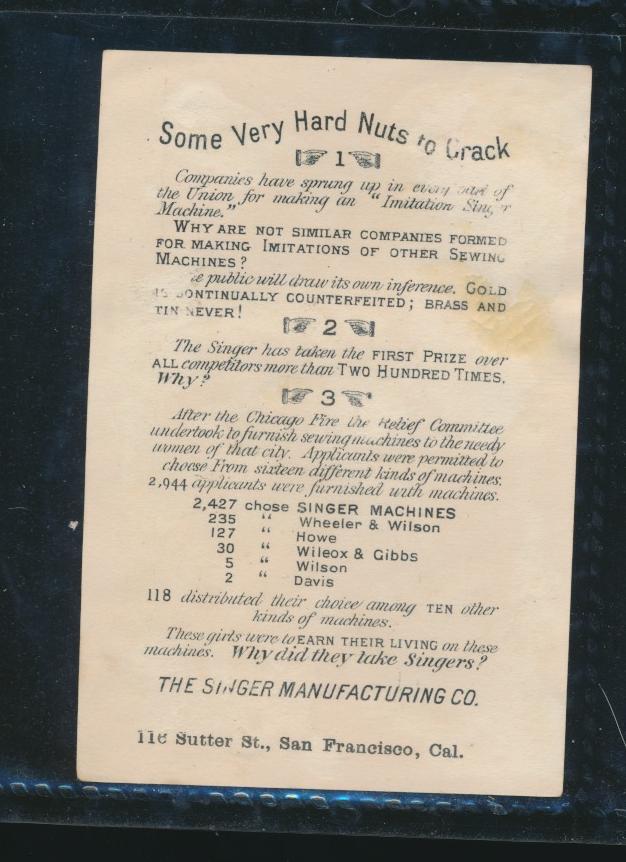 Some Very Hard Nuts to Crack
1
Companies have sprung up in every part of
the Union for making an "Imitation Singer
Machine."
WHY ARE NOT SIMILAR COMPANIES FORMED
FOR MAKING IMITATIONS OF OTHER SEWING
MACHINES?
public will draw its own inference. GOLD
IS CONTINUALLY COUNTERFEITED; BRASS AND
TIN NEVER!
2
The Singer has taken the FIRST PRIZE over
ALL competitors more than TWO HUNDRED TIMES.
Why?
3
After the Chicago Fire the Relief Committee
undertook to furnish sewing machines to the needy
women of that city. Applicants were permitted to
choese From sixteen different kinds of machines.
2,944 applicants were furnished with machines.
2,427 chose SINGER MACHINES
235 " Wheeler & Wilson
127 " Howe
30 " Wilcox & Gibbs
5 " Wilson
2 " Davis
118 distributed their choice among TEN other
kinds of machines.
These girls were to EARN THEIR LIVING on these
machines. Why did they take Singers?
THE SINGER MANUFACTURING CO.
116 Sutter St., San Francisco, Cal.